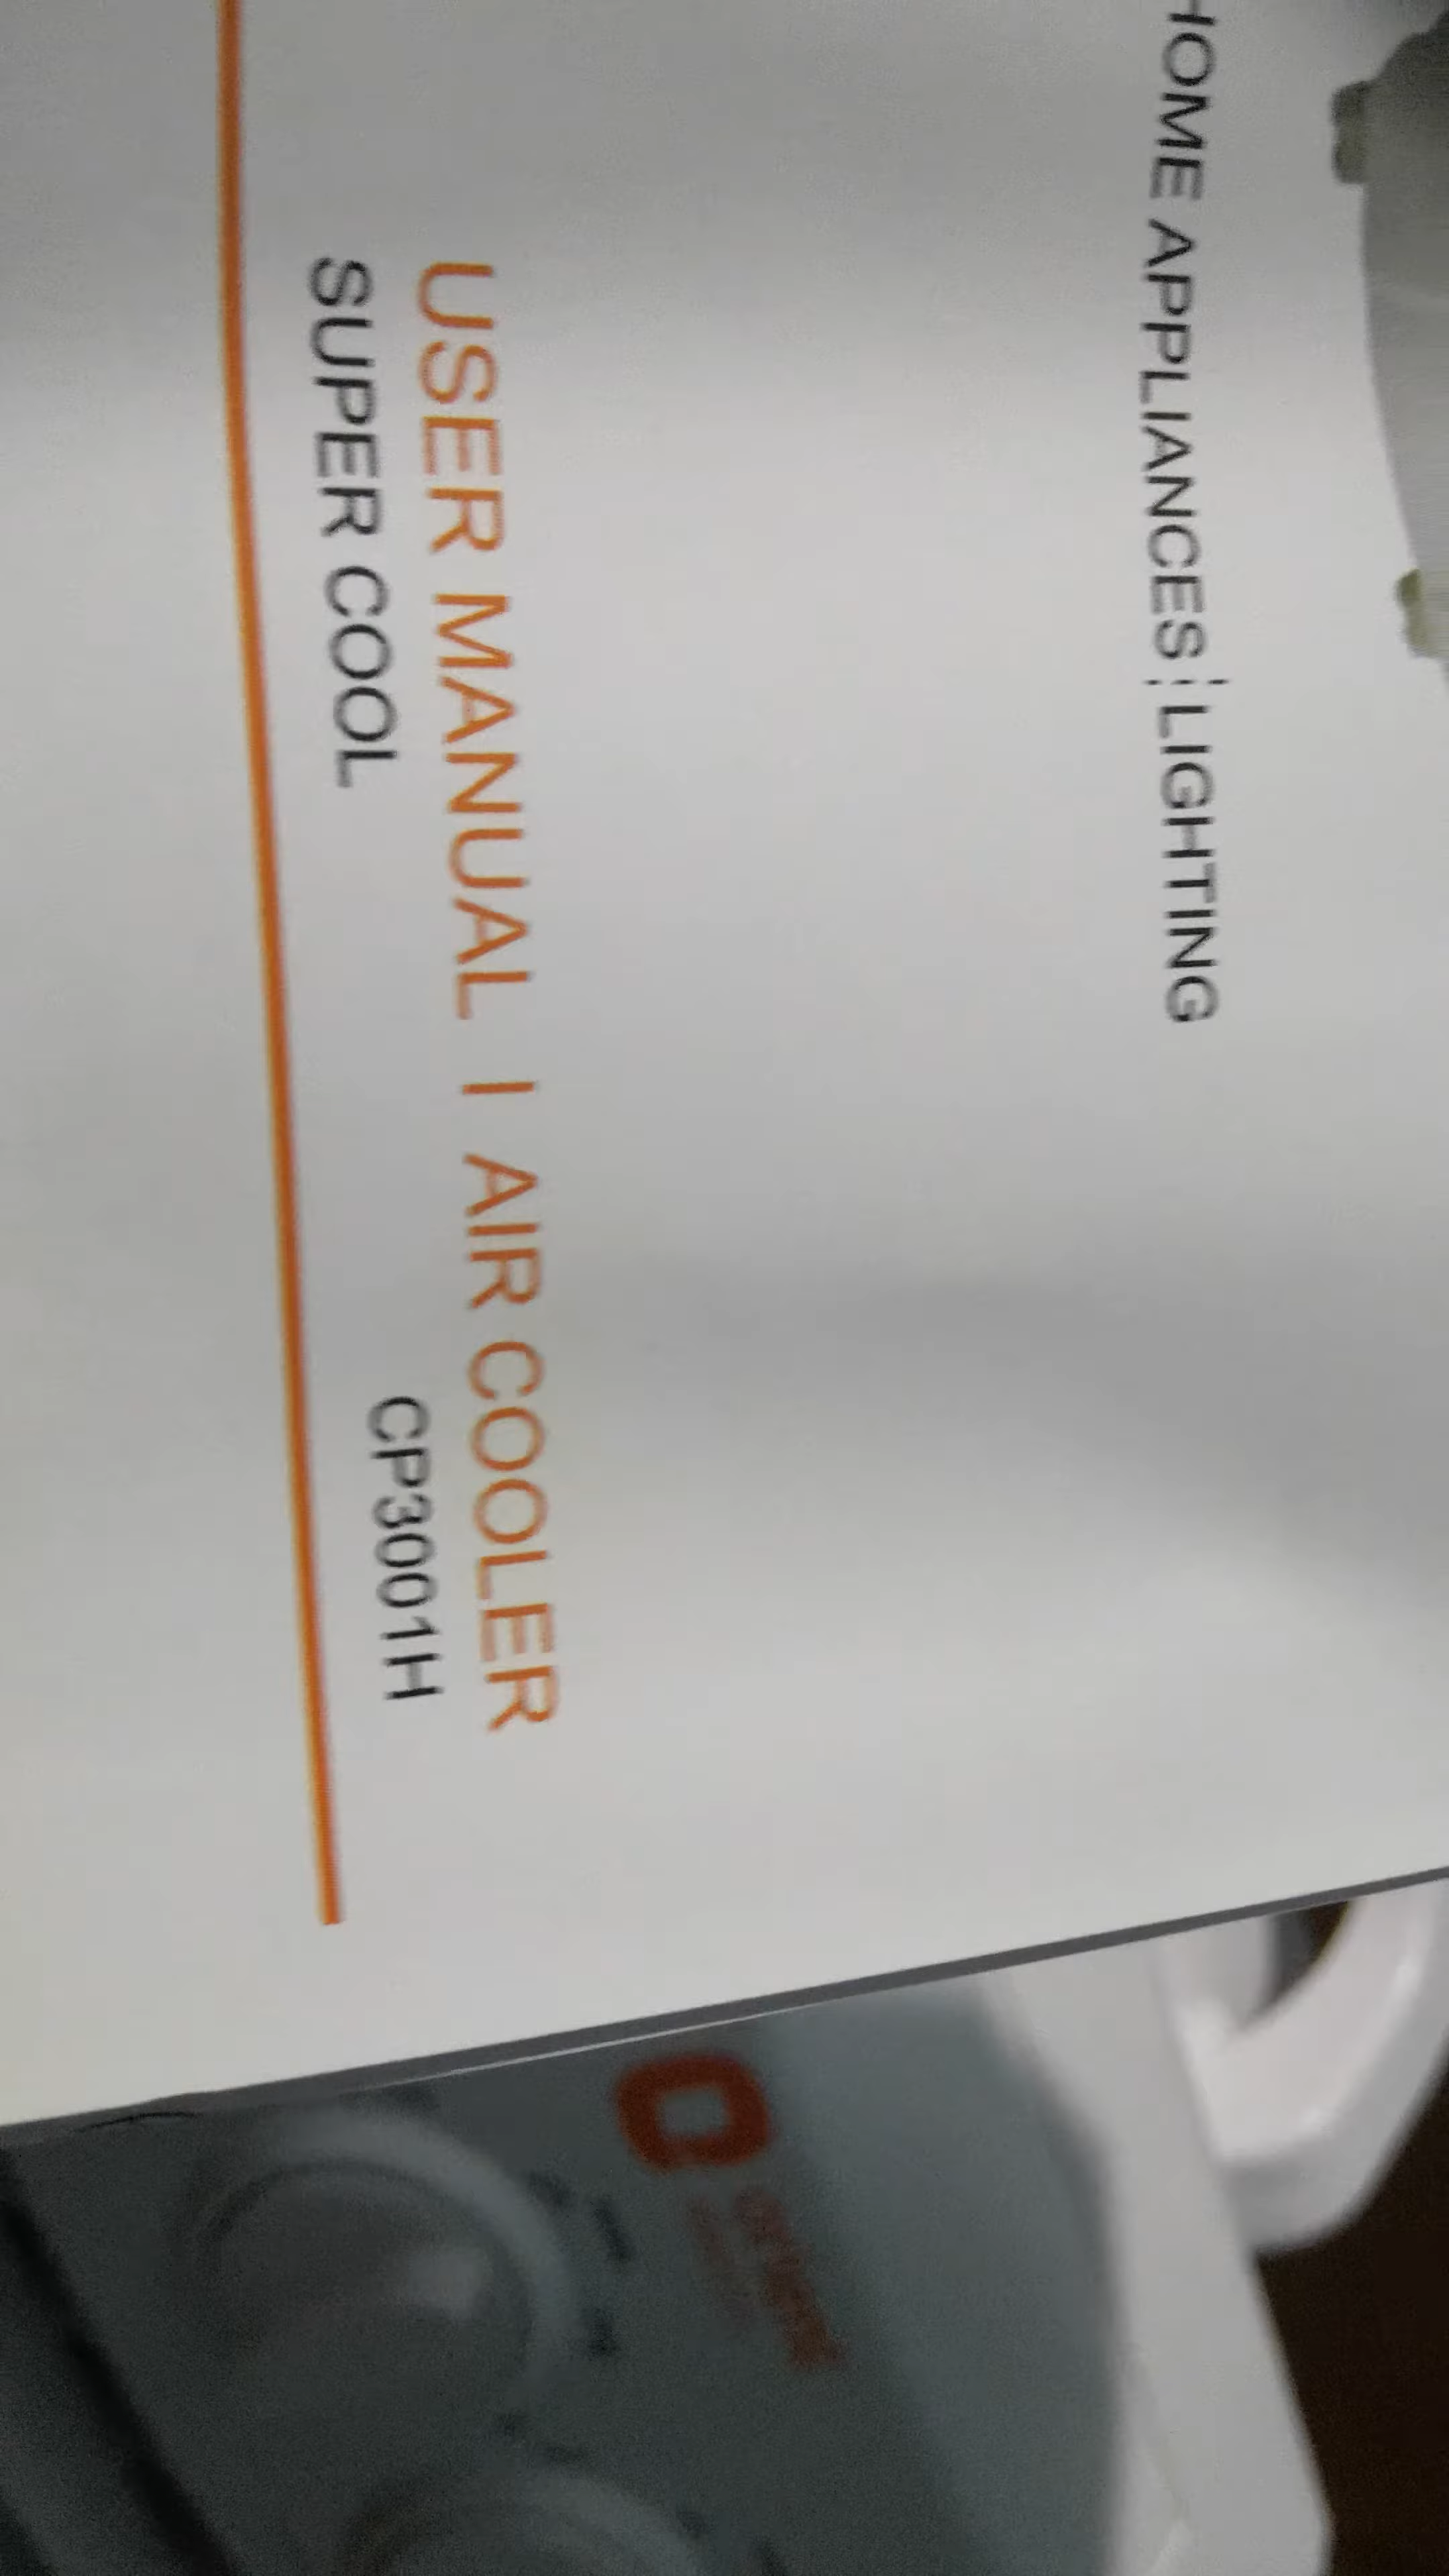 HOME APPLIANCES ¦ LIGHTING
USER MANUAL I AIR COOLER
SUPER COOL CP3001H